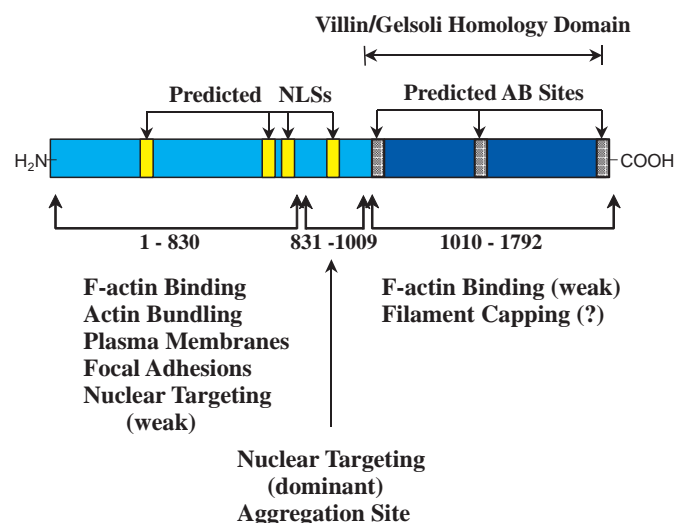 Villin/Gelsoli Homology Domain
Predicted NLSs
Predicted AB Sites
H₂N
COOH
1 - 830
831 -1009
1010 - 1792
F-actin Binding
Actin Bundling
Plasma Membranes
Focal Adhesions
Nuclear Targeting
(weak)
F-actin Binding (weak)
Filament Capping (?)
Nuclear Targeting
(dominant)
Aggregation Site